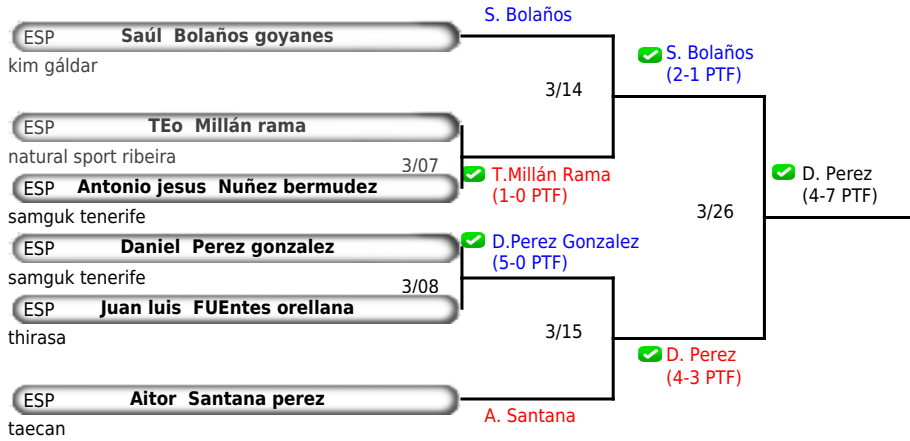 S. Bolaños
ESP Saúl Bolaños goyanes
kim gáldar
S. Bolaños
(2-1 PTF)
3/14
ESP TEo Millán rama
natural sport ribeira
3/07
T.Millán Rama
(1-0 PTF)
ESP Antonio jesus Nuñez bermudez
samguk tenerife
D. Perez
(4-7 PTF)
3/26
ESP Daniel Perez gonzalez
samguk tenerife
D.Perez Gonzalez
(5-0 PTF)
3/08
ESP Juan luis FUEntes orellana
thirasa
3/15
D. Perez
(4-3 PTF)
ESP Aitor Santana perez
taecan
A. Santana